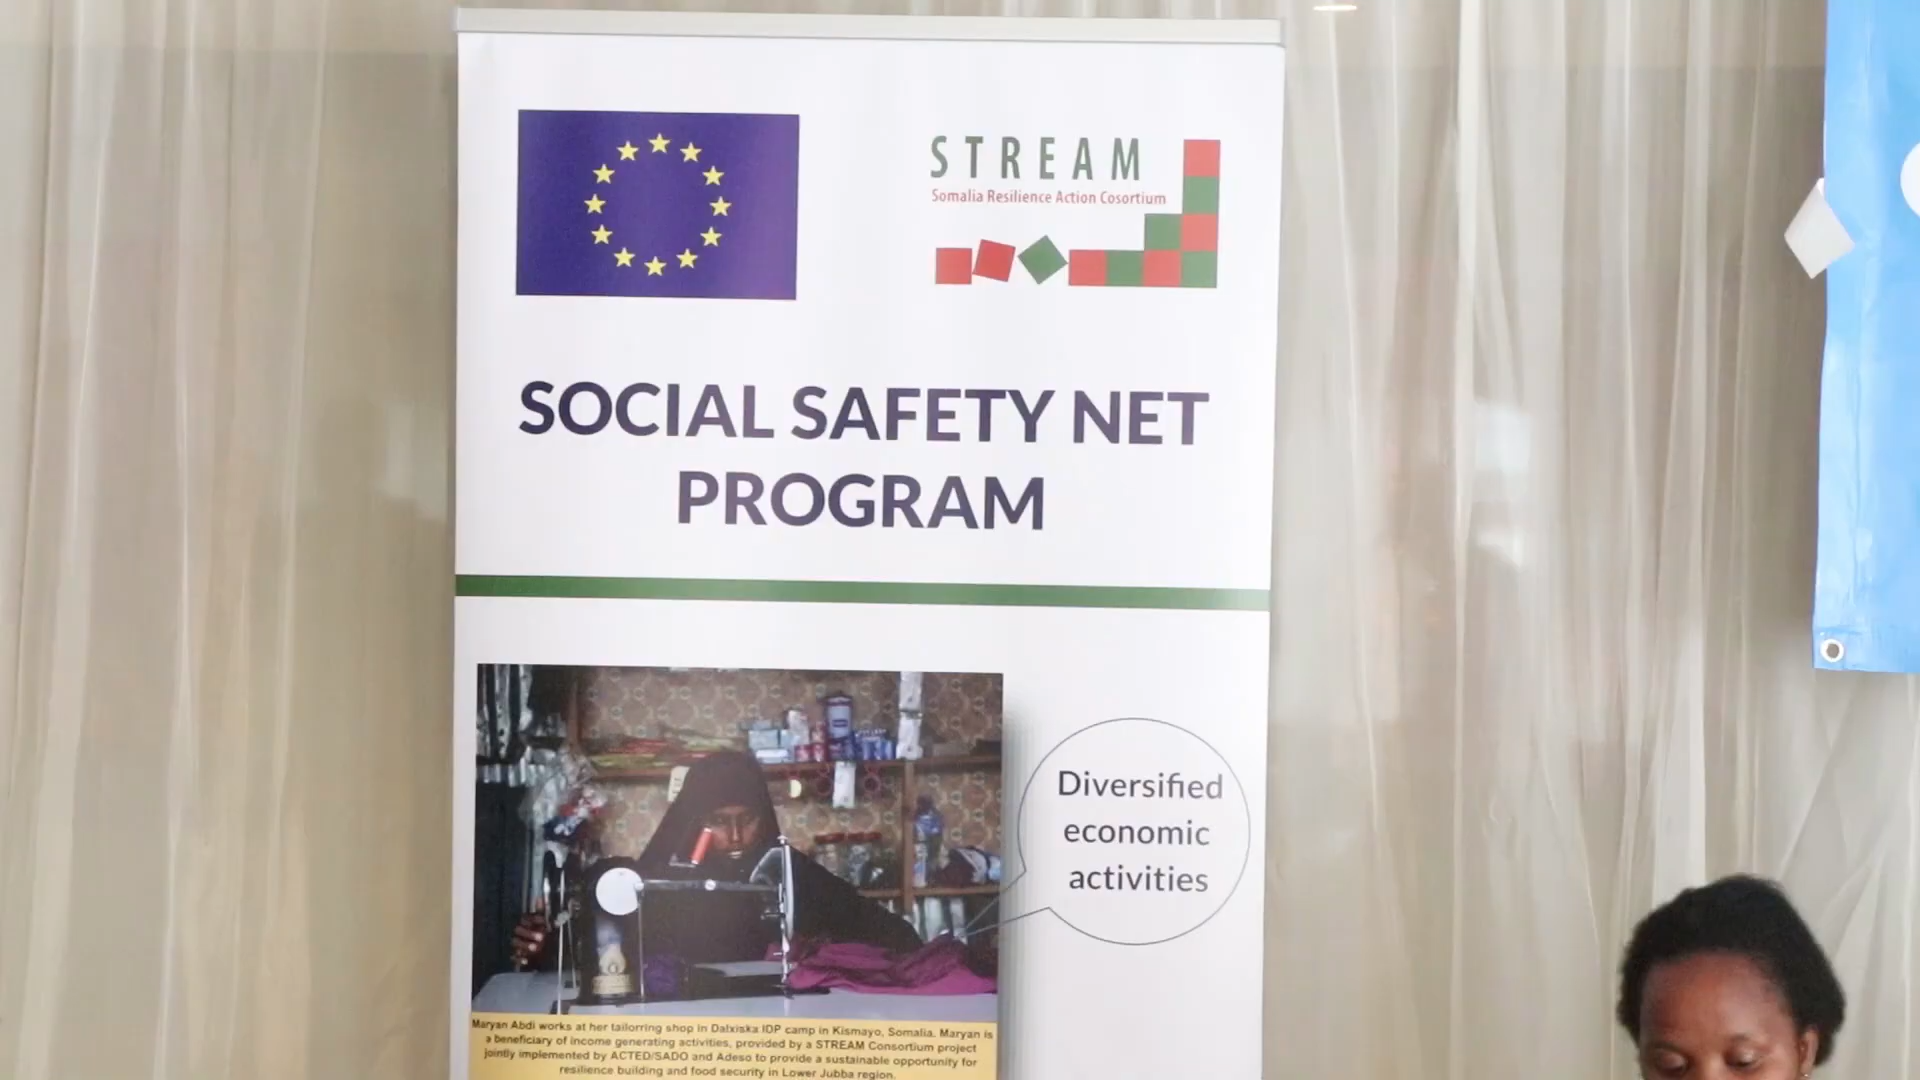 STREAM
Somalia Resilience Action Cosortium
SOCIAL SAFETY NET
PROGRAM
Diversified
economic
activities
Maryan Abdi works at her tailorring shop in Dalxiska IDP camp in Kismayo, Somalia. Maryan is
a beneficiary of income generating activities, provided by a STREAM Consortium project
jointly implemented by ACTED/SADO and Adeso to provide a sustainable opportunity for
resilience building and food security in Lower Jubba region.